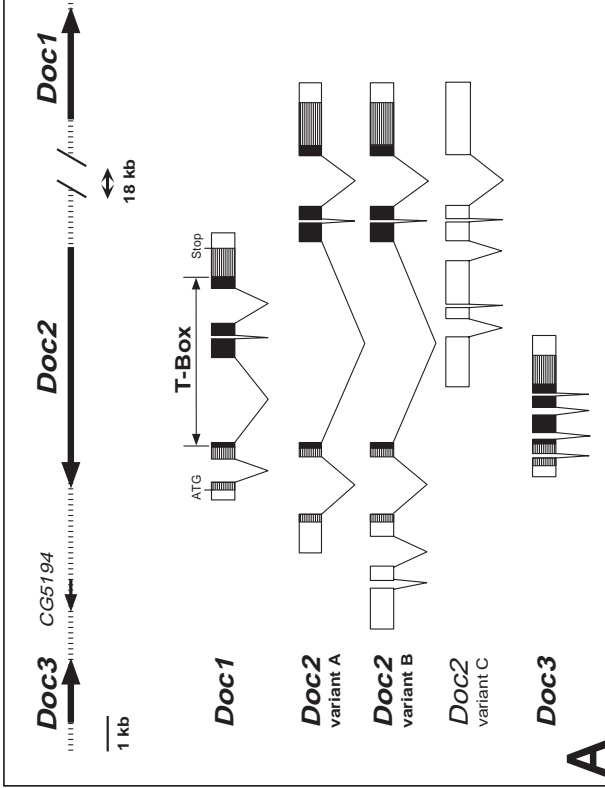 A
Doc3
CG5194
Doc2
Doc1
1 kb
18 kb
Doc1
ATG
T-Box
Stop
Doc2
variant A
Doc2
variant B
Doc2
variant C
Doc3